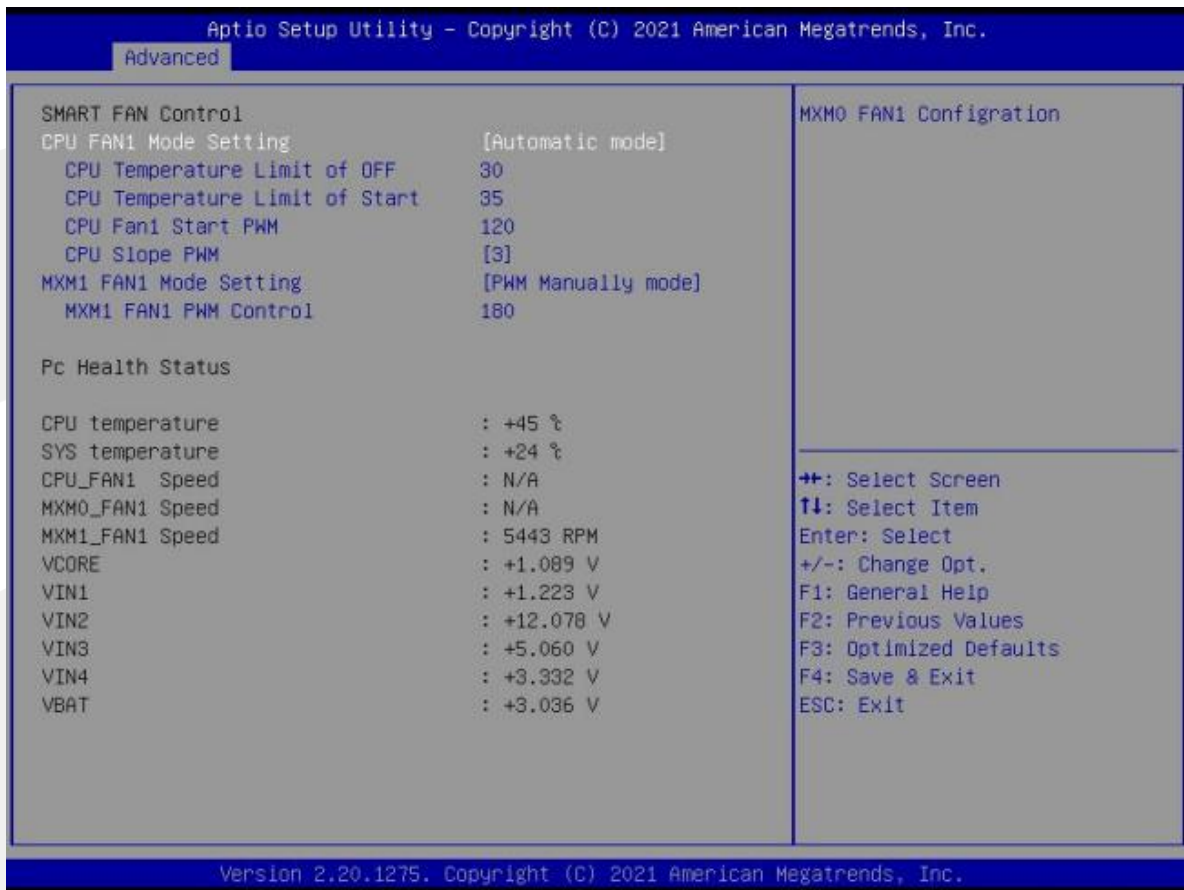 Aptio Setup Utility – Copyright (C) 2021 American Megatrends, Inc.
Advanced
SMART FAN Control
CPU FAN1 Mode Setting [Automatic mode]
CPU Temperature Limit of OFF 30
CPU Temperature Limit of Start 35
CPU Fan1 Start PWM 120
CPU Slope PWM [3]
MXM1 FAN1 Mode Setting [PWM Manually mode]
MXM1 FAN1 PWM Control 180
Pc Health Status
CPU temperature : +45 ℃
SYS temperature : +24 ℃
CPU_FAN1 Speed : N/A
MXM0_FAN1 Speed : N/A
MXM1_FAN1 Speed : 5443 RPM
VCORE : +1.089 V
VIN1 : +1.223 V
VIN2 : +12.078 V
VIN3 : +5.060 V
VIN4 : +3.332 V
VBAT : +3.036 V
MXM0 FAN1 Configration
→←: Select Screen
↑↓: Select Item
Enter: Select
+/-: Change Opt.
F1: General Help
F2: Previous Values
F3: Optimized Defaults
F4: Save & Exit
ESC: Exit
Version 2.20.1275. Copyright (C) 2021 American Megatrends, Inc.